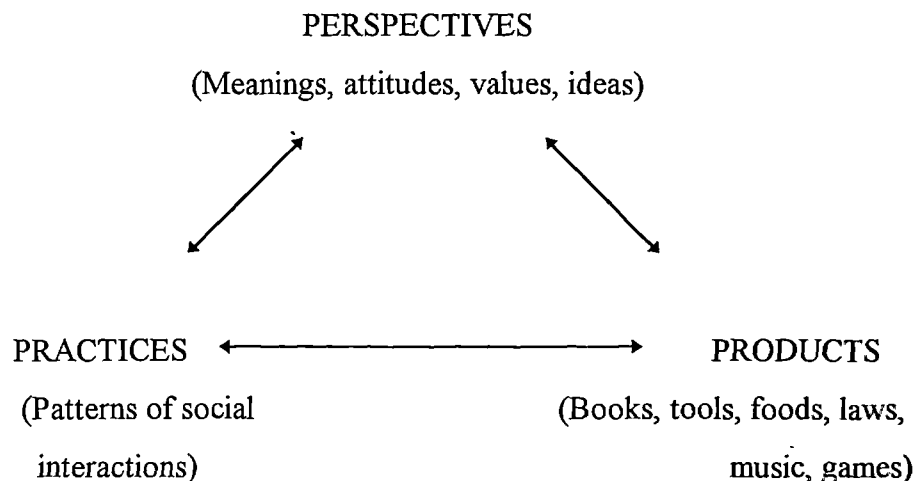 PERSPECTIVES
(Meanings, attitudes, values, ideas)
PRACTICES
(Patterns of social
interactions)
PRODUCTS
(Books, tools, foods, laws,
music, games)